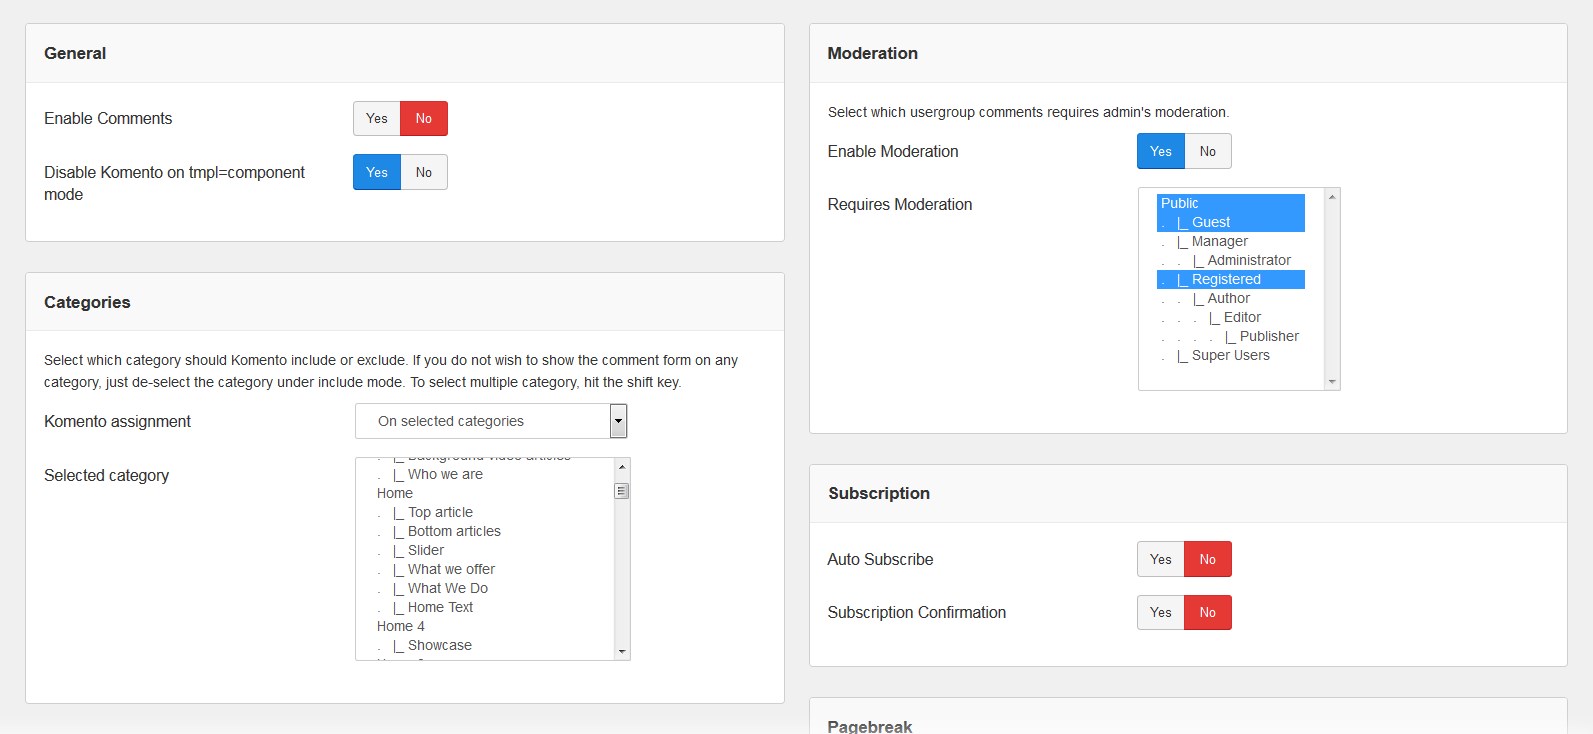 General
Enable Comments
Yes No
Disable Komento on tmpl=component
mode
Yes No
Categories
Select which category should Komento include or exclude. If you do not wish to show the comment form on any
category, just de-select the category under include mode. To select multiple category, hit the shift key.
Komento assignment
On selected categories
Selected category
. |_ Background video articles
. |_ Who we are
Home
. |_ Top article
. |_ Bottom articles
. |_ Slider
. |_ What we offer
. |_ What We Do
. |_ Home Text
Home 4
. |_ Showcase
Moderation
Select which usergroup comments requires admin's moderation.
Enable Moderation
Yes No
Requires Moderation
Public
. |_ Guest
. |_ Manager
. . |_ Administrator
. |_ Registered
. . |_ Author
. . . |_ Editor
. . . . |_ Publisher
. |_ Super Users
Subscription
Auto Subscribe
Yes No
Subscription Confirmation
Yes No
Pagebreak